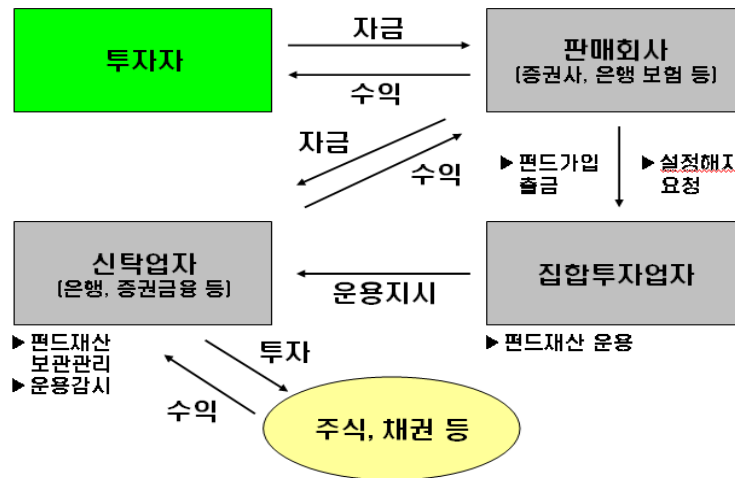 투자자
자금
수익
판매회사
(증권사, 은행 보험 등)
자금
수익
▶ 펀드가입
출금
▶ 설정해지
요청
신탁업자
(은행, 증권금융 등)
운용지시
집합투자업자
▶ 펀드재산
보관관리
▶ 운용감시
▶ 펀드재산 운용
투자
수익
주식, 채권 등